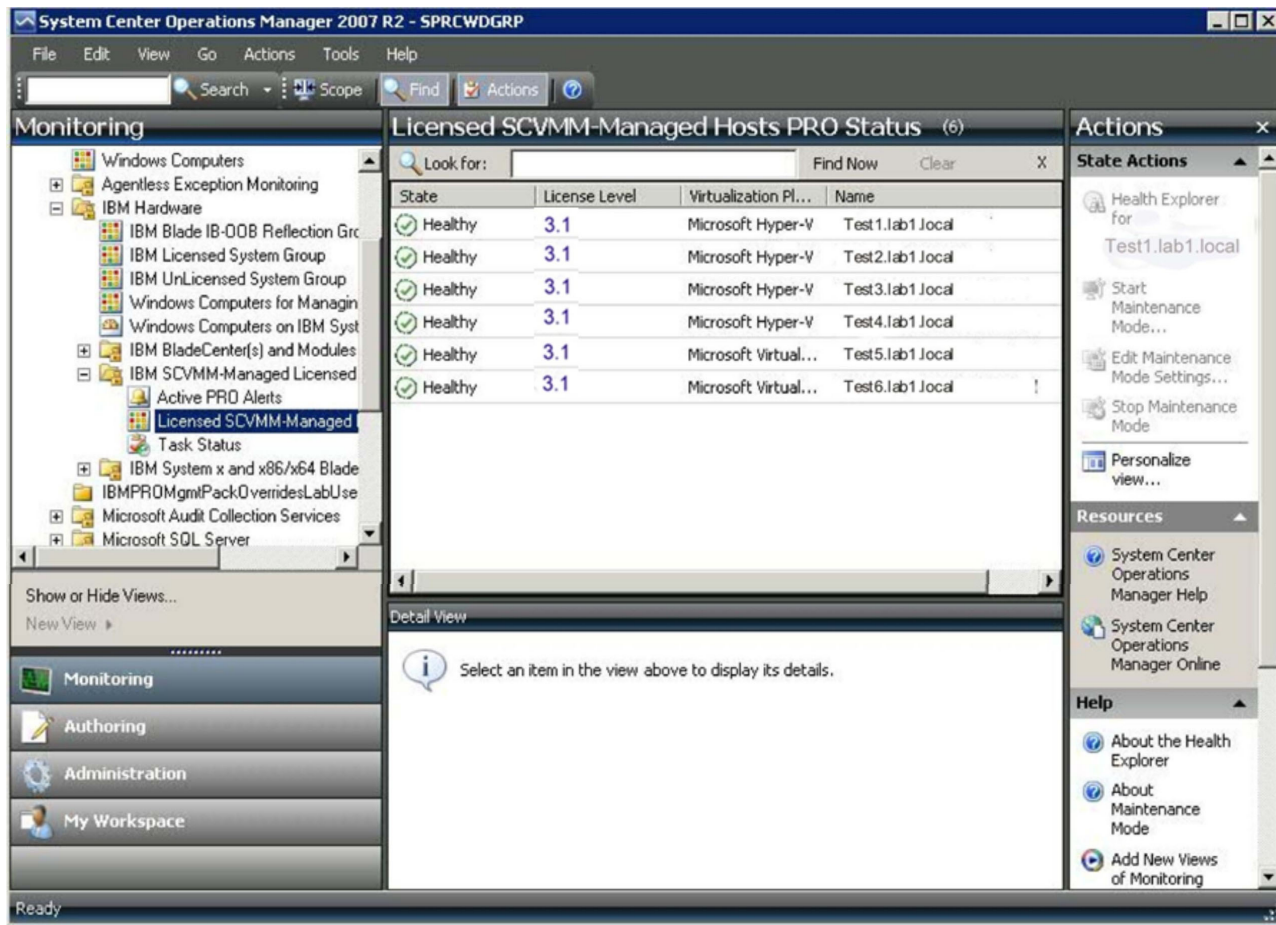 System Center Operations Manager 2007 R2 - SPRCWDGRP
File Edit View Go Actions Tools Help
Search Scope Find Actions
Monitoring
Windows Computers
Agentless Exception Monitoring
IBM Hardware
IBM Blade IB-OOB Reflection Grc
IBM Licensed System Group
IBM UnLicensed System Group
Windows Computers for Managin
Windows Computers on IBM Syst
IBM BladeCenter(s) and Modules
IBM SCVMM-Managed Licensed
Active PRO Alerts
Licensed SCVMM-Managed
Task Status
IBM System x and x86/x64 Blade
IBMPROMgmtPackOverridesLabUse
Microsoft Audit Collection Services
Microsoft SQL Server
Show or Hide Views...
New View
Monitoring
Authoring
Administration
My Workspace
Licensed SCVMM-Managed Hosts PRO Status (6)
Look for: Find Now Clear X
State License Level Virtualization Pl... Name
Healthy 3.1 Microsoft Hyper-V Test1.lab1.local
Healthy 3.1 Microsoft Hyper-V Test2.lab1.local
Healthy 3.1 Microsoft Hyper-V Test3.lab1.local
Healthy 3.1 Microsoft Hyper-V Test4.lab1.local
Healthy 3.1 Microsoft Virtual... Test5.lab1.local
Healthy 3.1 Microsoft Virtual... Test6.lab1.local
Detail View
Select an item in the view above to display its details.
Actions
State Actions
Health Explorer
for
Test1.lab1.local
Start
Maintenance
Mode...
Edit Maintenance
Mode Settings...
Stop Maintenance
Mode
Personalize
view...
Resources
System Center
Operations
Manager Help
System Center
Operations
Manager Online
Help
About the Health
Explorer
About
Maintenance
Mode
Add New Views
of Monitoring
Ready